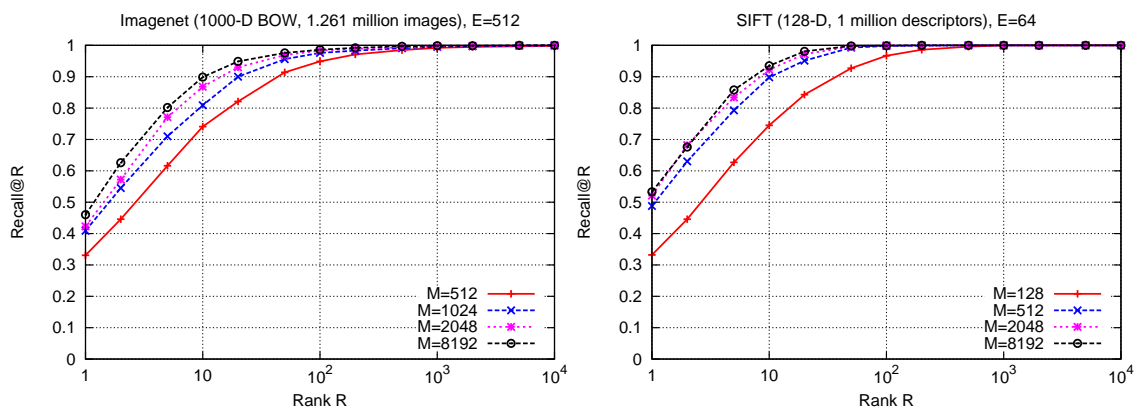 Imagenet (1000-D BOW, 1.261 million images), E=512
Recall@R
1
0.9
0.8
0.7
0.6
0.5
0.4
0.3
0.2
0.1
0
M=512
M=1024
M=2048
M=8192
1
10
10^2
10^3
10^4
Rank R
SIFT (128-D, 1 million descriptors), E=64
Recall@R
1
0.9
0.8
0.7
0.6
0.5
0.4
0.3
0.2
0.1
0
M=128
M=512
M=2048
M=8192
1
10
10^2
10^3
10^4
Rank R